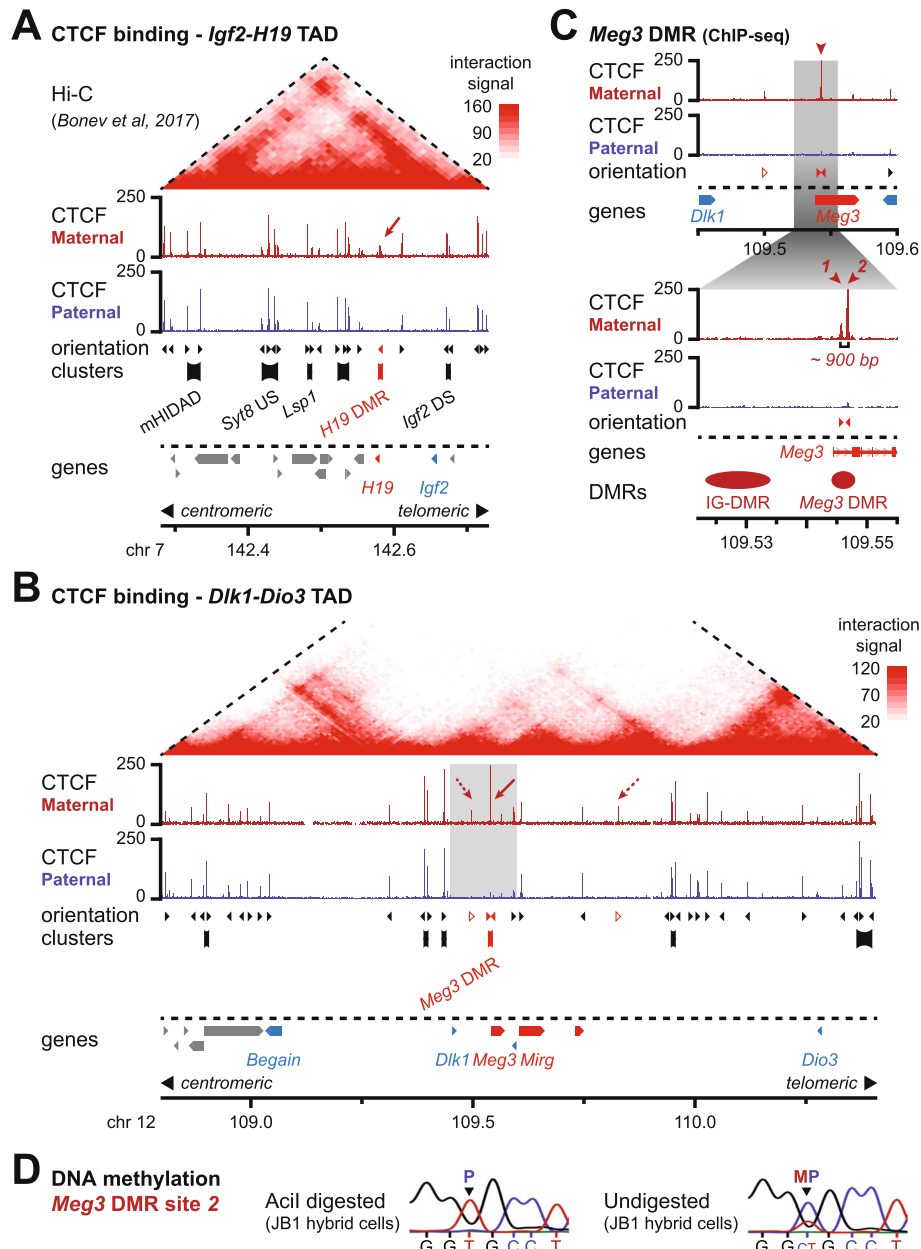 A CTCF binding - Igf2-H19 TAD
Hi-C
(Bonev et al, 2017)
interaction
signal
160
90
20
250
CTCF
Maternal
0
250
CTCF
Paternal
0
orientation
clusters
mHIDAD
Syt8 US
Lsp1
H19 DMR
Igf2 DS
genes
H19
Igf2
centromeric
telomeric
chr 7
142.4
142.6
C Meg3 DMR (ChIP-seq)
CTCF 250
Maternal 0
CTCF 250
Paternal 0
orientation
genes
Dlk1
Meg3
109.5
109.6
1 2
CTCF 250
Maternal 0
~ 900 bp
CTCF 250
Paternal 0
orientation
genes
Meg3
DMRs
IG-DMR
Meg3 DMR
109.53
109.55
B CTCF binding - Dlk1-Dio3 TAD
interaction
signal
120
70
20
250
CTCF
Maternal
0
250
CTCF
Paternal
0
orientation
clusters
Meg3 DMR
genes
Begain
Dlk1 Meg3 Mirg
Dio3
centromeric
telomeric
chr 12
109.0
109.5
110.0
D DNA methylation
Meg3 DMR site 2
AciI digested
(JB1 hybrid cells)
P
G G T G C C T
Undigested
(JB1 hybrid cells)
MP
G G CT G C C T